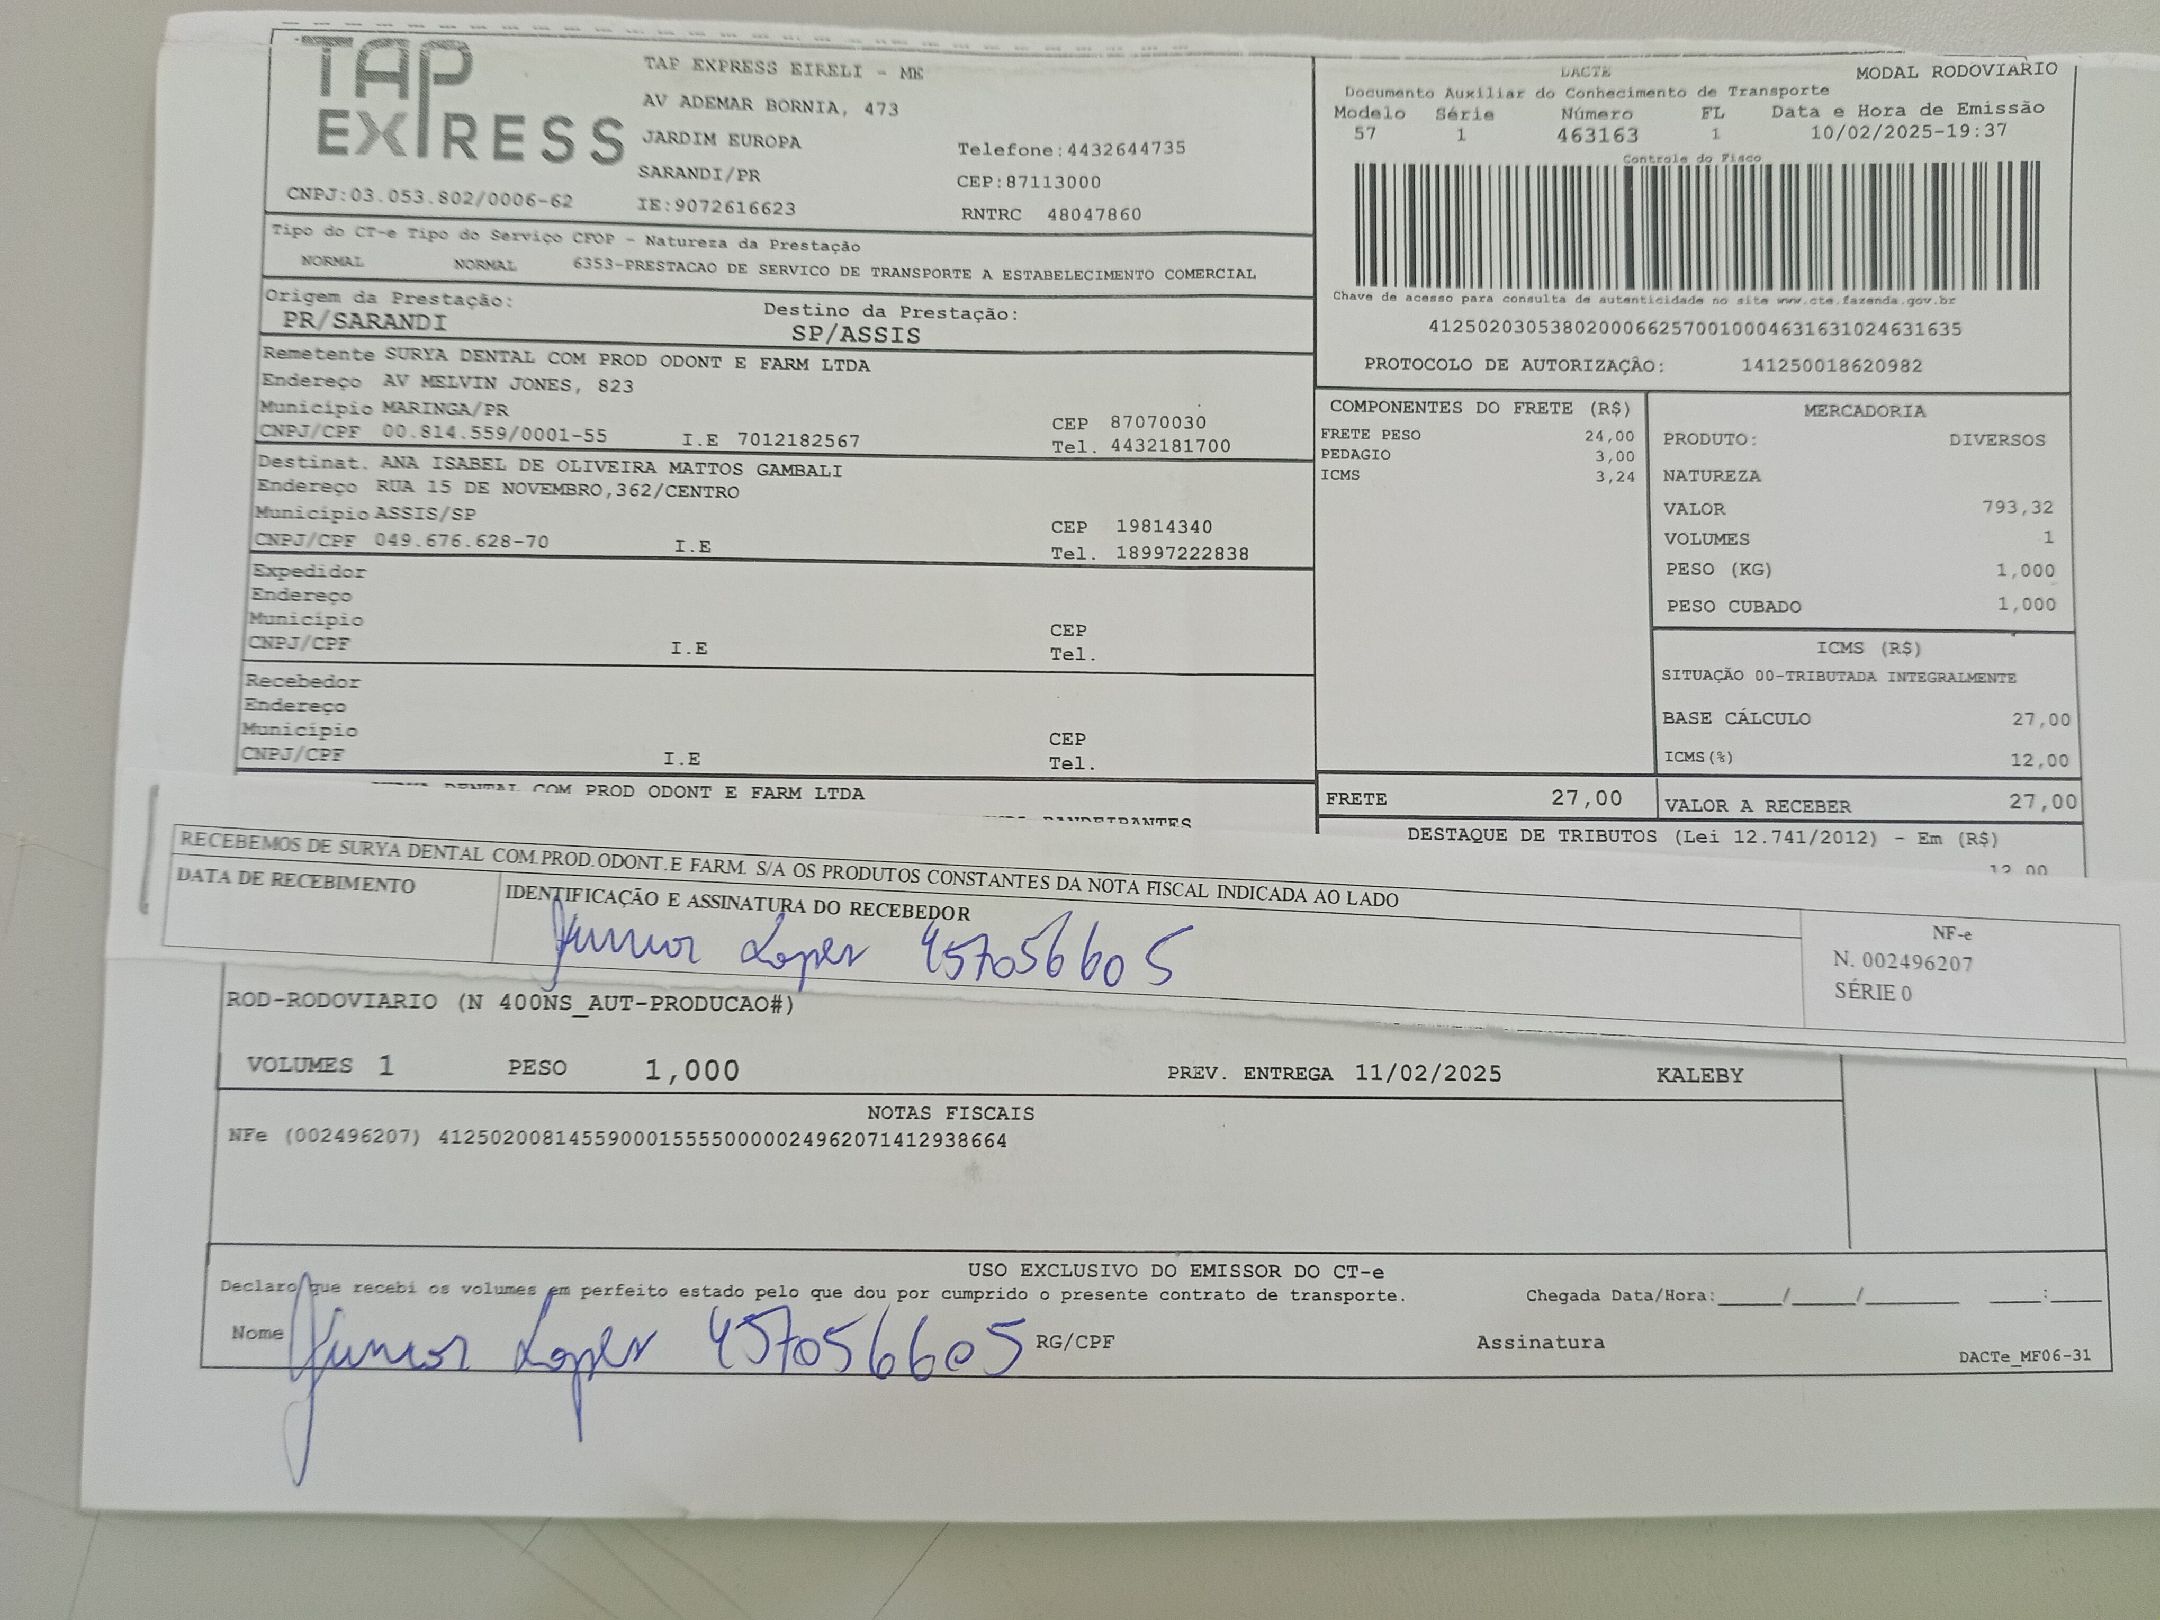 TAP
EXPRESS
CNPJ:03.053.802/0006-62
TAP EXPRESS EIRELI - ME
AV ADEMAR BORNIA, 473
JARDIM EUROPA
SARANDI/PR
IE:9072616623
Telefone:4432644735
CEP:87113000
RNTRC 48047860
DACTE MODAL RODOVIARIO
Documento Auxiliar do Conhecimento de Transporte
Modelo Série Número FL Data e Hora de Emissão
57 1 463163 1 10/02/2025-19:37
Controle do Fisco
Chave de acesso para consulta de autenticidade no site www.cte.fazenda.gov.br
41250203053802000662570010004631631024631635
PROTOCOLO DE AUTORIZAÇÃO: 141250018620982
Tipo do CT-e Tipo do Serviço CFOP - Natureza da Prestação
NORMAL NORMAL 6353-PRESTACAO DE SERVICO DE TRANSPORTE A ESTABELECIMENTO COMERCIAL
Origem da Prestação: Destino da Prestação:
PR/SARANDI SP/ASSIS
Remetente SURYA DENTAL COM PROD ODONT E FARM LTDA
Endereço AV MELVIN JONES, 823
Município MARINGA/PR CEP 87070030
CNPJ/CPF 00.814.559/0001-55 I.E 7012182567 Tel. 4432181700
Destinat. ANA ISABEL DE OLIVEIRA MATTOS GAMBALI
Endereço RUA 15 DE NOVEMBRO,362/CENTRO
Município ASSIS/SP CEP 19814340
CNPJ/CPF 049.676.628-70 I.E Tel. 18997222838
Expedidor
Endereço
Município CEP
CNPJ/CPF I.E Tel.
Recebedor
Endereço
Município CEP
CNPJ/CPF I.E Tel.
COMPONENTES DO FRETE (R$)
FRETE PESO 24,00
PEDAGIO 3,00
ICMS 3,24
MERCADORIA
PRODUTO: DIVERSOS
NATUREZA
VALOR 793,32
VOLUMES 1
PESO (KG) 1,000
PESO CUBADO 1,000
ICMS (R$)
SITUAÇÃO 00-TRIBUTADA INTEGRALMENTE
BASE CÁLCULO 27,00
ICMS(%) 12,00
FRETE 27,00 VALOR A RECEBER 27,00
DENTAL COM PROD ODONT E FARM LTDA
BANDEIRANTES
DESTAQUE DE TRIBUTOS (Lei 12.741/2012) - Em (R$)
12,00
RECEBEMOS DE SURYA DENTAL COM.PROD.ODONT.E FARM. S/A OS PRODUTOS CONSTANTES DA NOTA FISCAL INDICADA AO LADO
DATA DE RECEBIMENTO IDENTIFICAÇÃO E ASSINATURA DO RECEBEDOR
Junior Lopes 457056605
NF-e
N. 002496207
SÉRIE 0
ROD-RODOVIARIO (N 400NS_AUT-PRODUCAO#)
VOLUMES 1 PESO 1,000 PREV. ENTREGA 11/02/2025 KALEBY
NOTAS FISCAIS
NFe (002496207) 41250200814559000155550000024962071412938664
USO EXCLUSIVO DO EMISSOR DO CT-e
Declaro que recebi os volumes em perfeito estado pelo que dou por cumprido o presente contrato de transporte. Chegada Data/Hora:_____/_____/________ ____:____
Nome Junior Lopes 457056605 RG/CPF Assinatura
DACTe_MF06-31